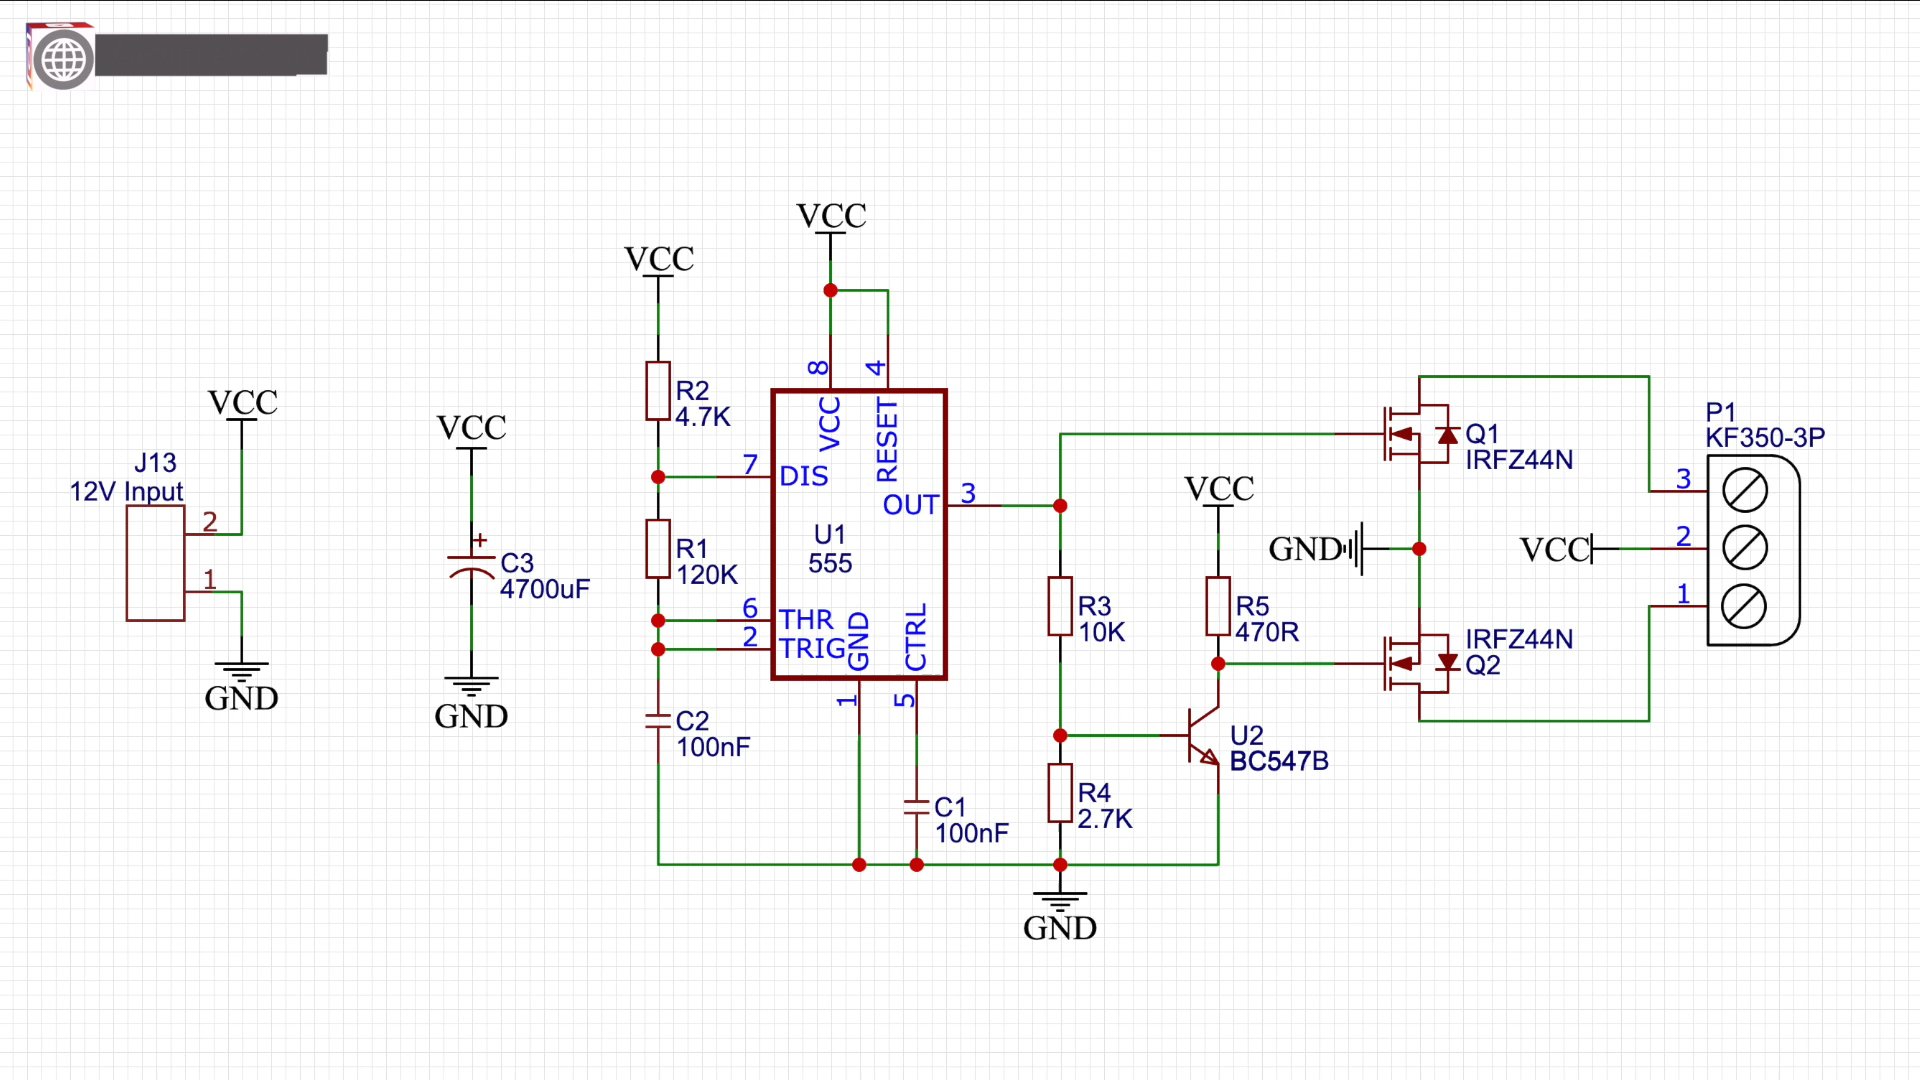 VCC
VCC
8
4
R2
4.7K
VCC
RESET
VCC
VCC
7
DIS
J13
12V Input
2
1
GND
+
C3
4700uF
GND
R1
120K
U1
555
OUT
3
6
THR
2
TRIG
GND
CTRL
1
5
C2
100nF
C1
100nF
R3
10K
R4
2.7K
GND
VCC
R5
470R
U2
BC547B
Q1
IRFZ44N
GND
IRFZ44N
Q2
VCC
P1
KF350-3P
3
2
1